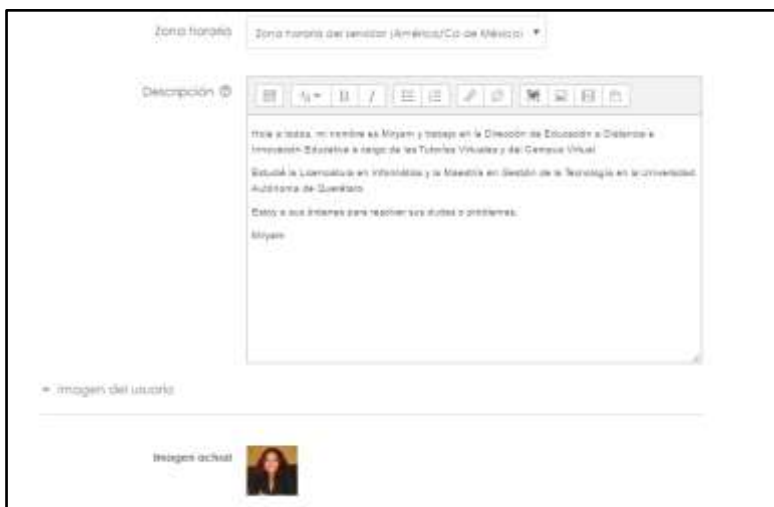 Zona horaria
Zona horaria del servidor (América/Cd de México)
Descripción
Hola a todos, mi nombre es Miryam y trabajo en la Dirección de Educación a Distancia e
Innovación Educativa a cargo de las Tutorías Virtuales y del Campus Virtual
Estudié la Licenciatura en Informática y la Maestría en Gestión de la Tecnología en la Universidad
Autónoma de Querétaro
Estoy a sus órdenes para resolver sus dudas o problemas.
Miryam
Imagen del usuario
Imagen actual